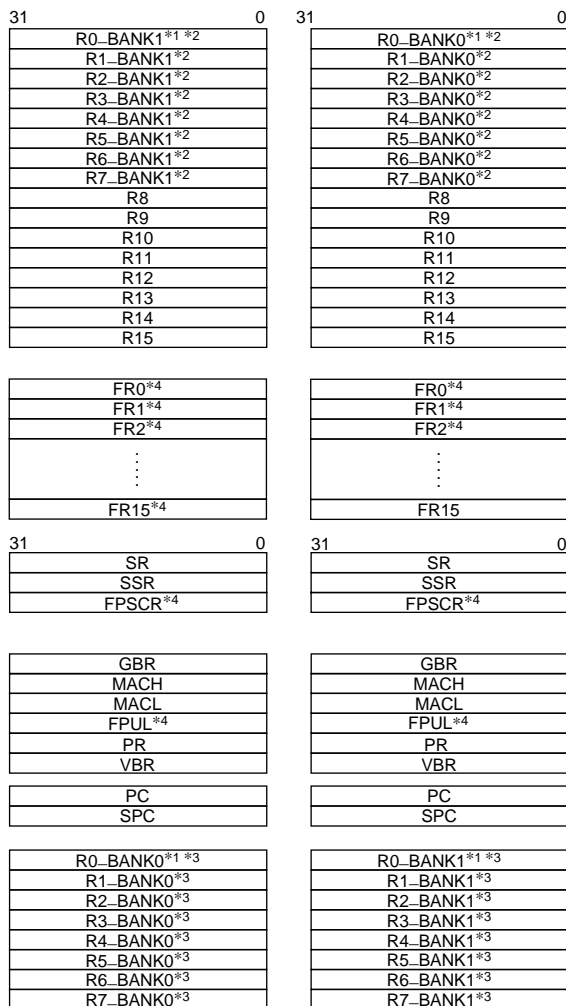 31 0 31 0
R0_BANK1*1 *2 R0_BANK0*1 *2
R1_BANK1*2 R1_BANK0*2
R2_BANK1*2 R2_BANK0*2
R3_BANK1*2 R3_BANK0*2
R4_BANK1*2 R4_BANK0*2
R5_BANK1*2 R5_BANK0*2
R6_BANK1*2 R6_BANK0*2
R7_BANK1*2 R7_BANK0*2
R8 R8
R9 R9
R10 R10
R11 R11
R12 R12
R13 R13
R14 R14
R15 R15
FR0*4 FR0*4
FR1*4 FR1*4
FR2*4 FR2*4
FR15*4 FR15
31 0 31 0
SR SR
SSR SSR
FPSCR*4 FPSCR*4
GBR GBR
MACH MACH
MACL MACL
FPUL*4 FPUL*4
PR PR
VBR VBR
PC PC
SPC SPC
R0_BANK0*1 *3 R0_BANK1*1 *3
R1_BANK0*3 R1_BANK1*3
R2_BANK0*3 R2_BANK1*3
R3_BANK0*3 R3_BANK1*3
R4_BANK0*3 R4_BANK1*3
R5_BANK0*3 R5_BANK1*3
R6_BANK0*3 R6_BANK1*3
R7_BANK0*3 R7_BANK1*3